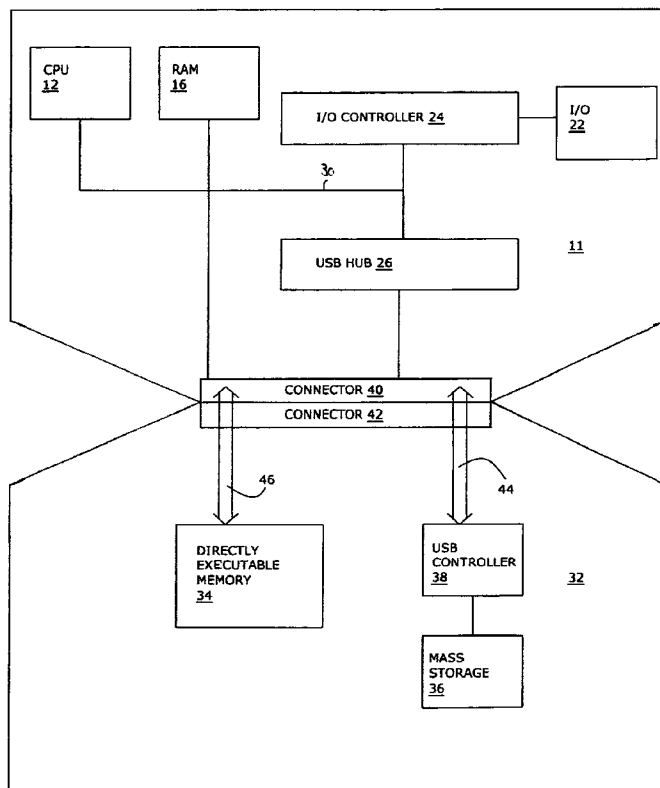 CPU
12
RAM
16
I/O CONTROLLER 24
I/O
22
30
USB HUB 26
11
CONNECTOR 40
CONNECTOR 42
46
44
DIRECTLY
EXECUTABLE
MEMORY
34
USB
CONTROLLER
38
32
MASS
STORAGE
36